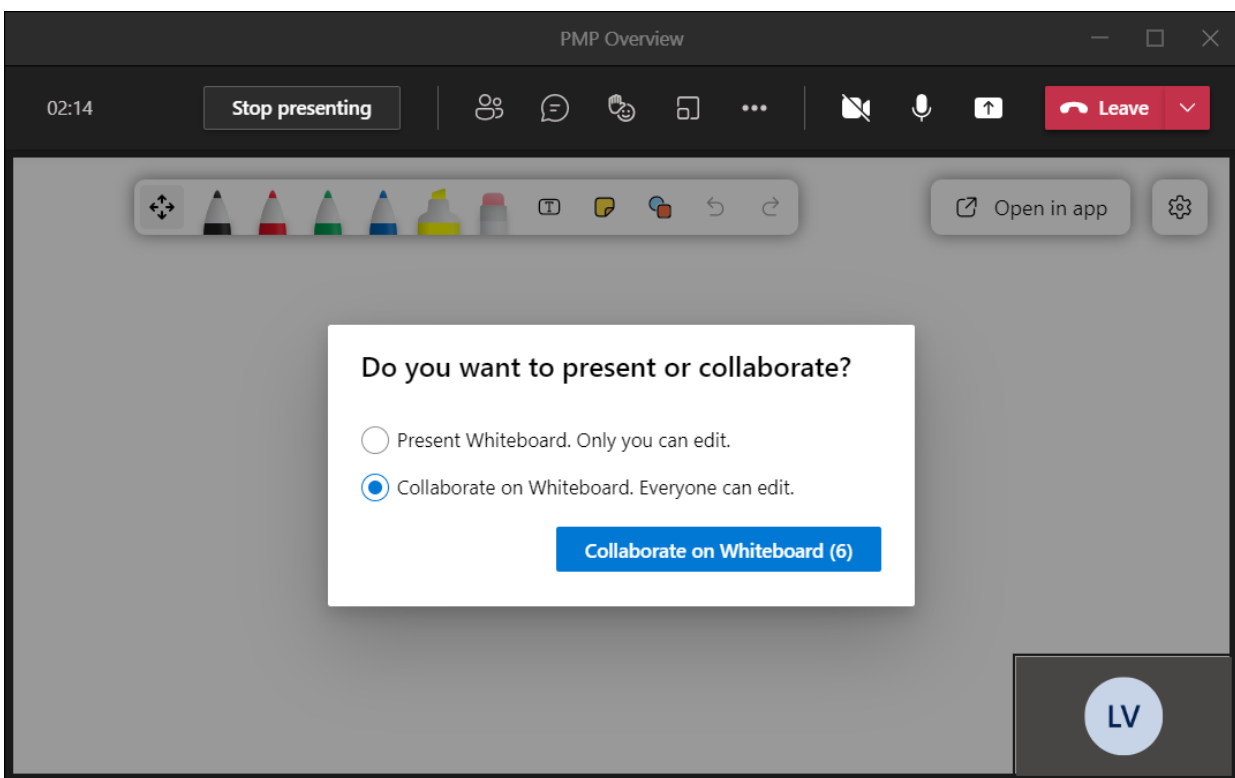 PMP Overview
02:14
Stop presenting
Leave
Open in app
Do you want to present or collaborate?
Present Whiteboard. Only you can edit.
Collaborate on Whiteboard. Everyone can edit.
Collaborate on Whiteboard (6)
LV